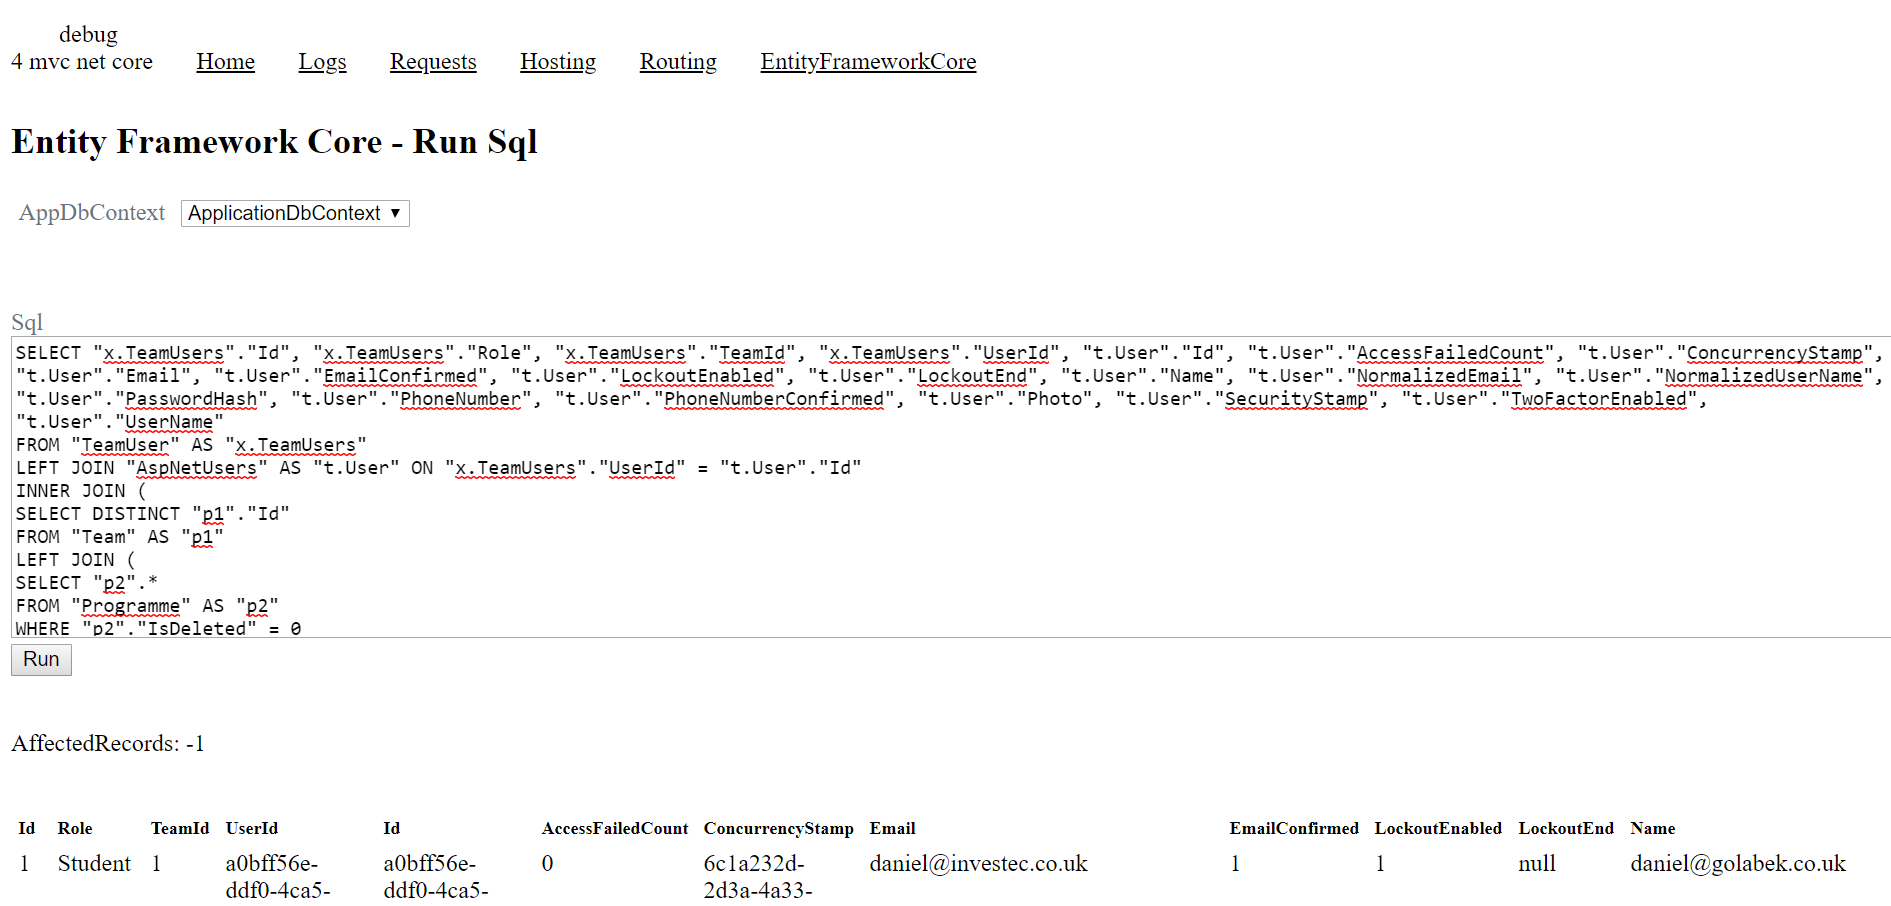 debug
4 mvc net core Home Logs Requests Hosting Routing EntityFrameworkCore
Entity Framework Core - Run Sql
AppDbContext ApplicationDbContext ▼
Sql
SELECT "x.TeamUsers"."Id", "x.TeamUsers"."Role", "x.TeamUsers"."TeamId", "x.TeamUsers"."UserId", "t.User"."Id", "t.User"."AccessFailedCount", "t.User"."ConcurrencyStamp",
"t.User"."Email", "t.User"."EmailConfirmed", "t.User"."LockoutEnabled", "t.User"."LockoutEnd", "t.User"."Name", "t.User"."NormalizedEmail", "t.User"."NormalizedUserName",
"t.User"."PasswordHash", "t.User"."PhoneNumber", "t.User"."PhoneNumberConfirmed", "t.User"."Photo", "t.User"."SecurityStamp", "t.User"."TwoFactorEnabled",
"t.User"."UserName"
FROM "TeamUser" AS "x.TeamUsers"
LEFT JOIN "AspNetUsers" AS "t.User" ON "x.TeamUsers"."UserId" = "t.User"."Id"
INNER JOIN (
SELECT DISTINCT "p1"."Id"
FROM "Team" AS "p1"
LEFT JOIN (
SELECT "p2".*
FROM "Programme" AS "p2"
WHERE "p2"."IsDeleted" = 0
Run
AffectedRecords: -1
Id Role TeamId UserId Id AccessFailedCount ConcurrencyStamp Email EmailConfirmed LockoutEnabled LockoutEnd Name
1 Student 1 a0bff56e- a0bff56e- 0 6c1a232d- daniel@investec.co.uk 1 1 null daniel@golabek.co.uk
ddf0-4ca5- ddf0-4ca5- 2d3a-4a33-